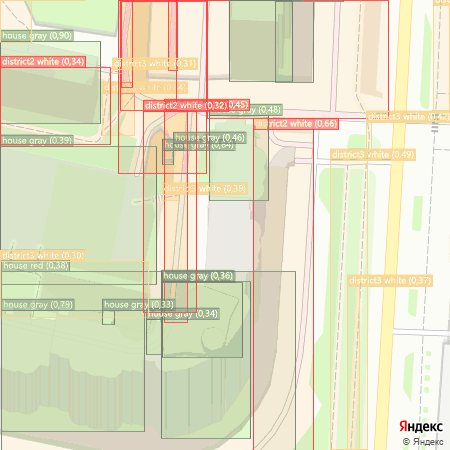 house gray (0,90)
district2 white (0,34)
district3 white (0,31)
district2 white (0,32)
(0,45)
house gray (0,48)
district3 white (0,4
district2 white (0,66)
house gray (0,46)
house gray (0,64)
house gray (0,39)
district3 white (0,49)
district3 white (0,39)
district3 white (0,30)
house red (0,38)
house gray (0,36)
district3 white (0,37)
house gray (0,79)
house gray (0,33)
house gray (0,34)
Яндекс
© Яндекс